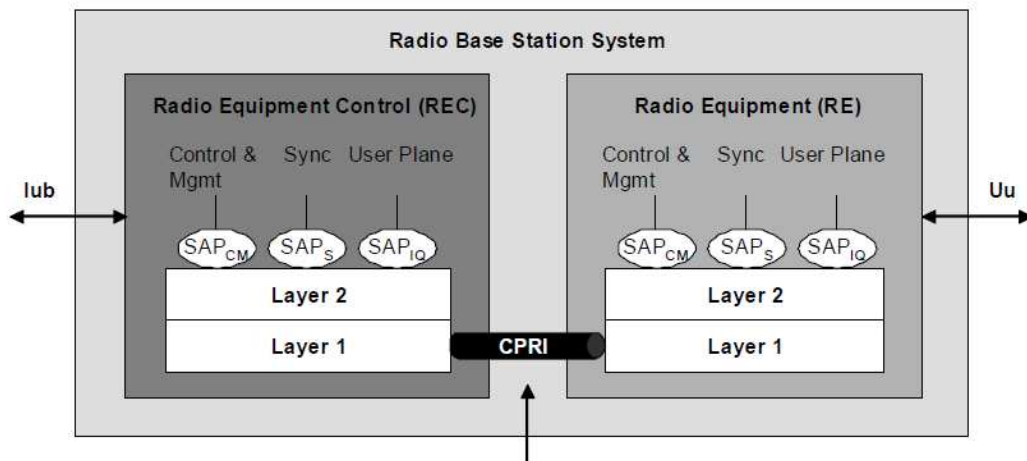 Radio Base Station System
Radio Equipment Control (REC)
Control & Mgmt
Sync
User Plane
SAPCM
SAPS
SAPIQ
Layer 2
Layer 1
Iub
CPRI
Radio Equipment (RE)
Control & Mgmt
Sync
User Plane
SAPCM
SAPS
SAPIQ
Layer 2
Layer 1
Uu